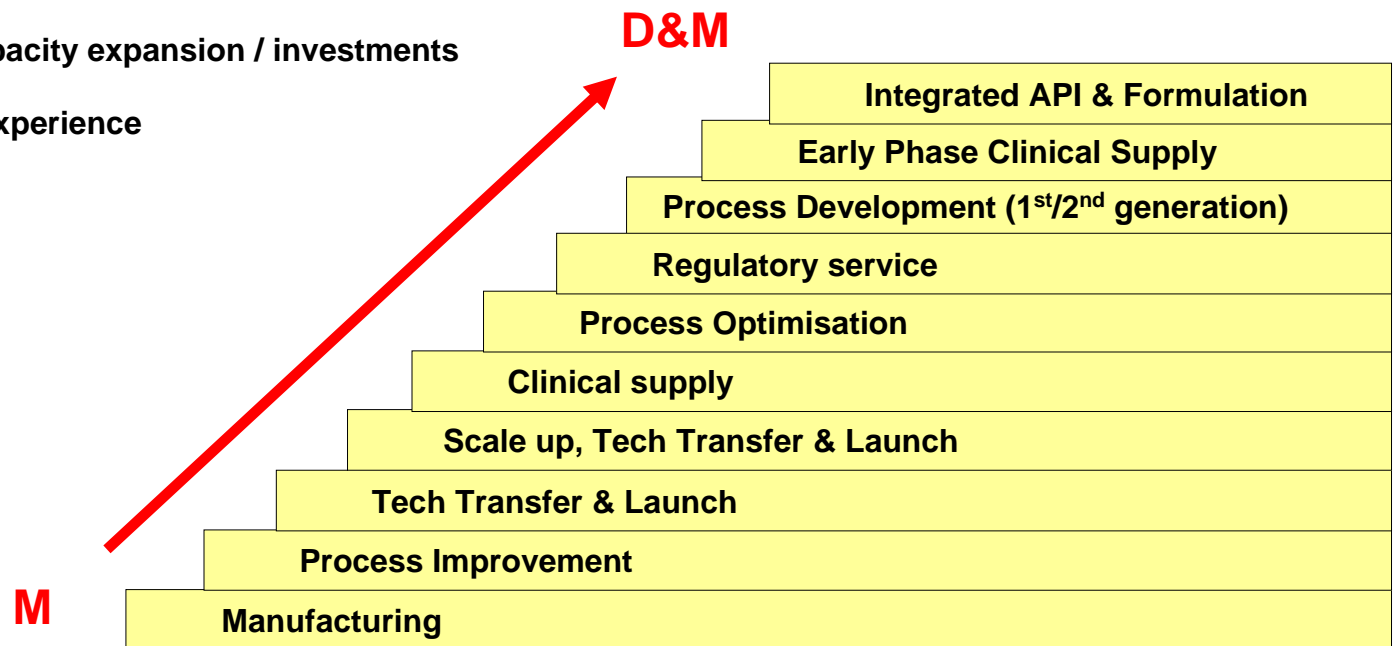 D&M
pacity expansion / investments
xperience
Integrated API & Formulation
Early Phase Clinical Supply
Process Development (1st/2nd generation)
Regulatory service
Process Optimisation
Clinical supply
Scale up, Tech Transfer & Launch
Tech Transfer & Launch
Process Improvement
M
Manufacturing